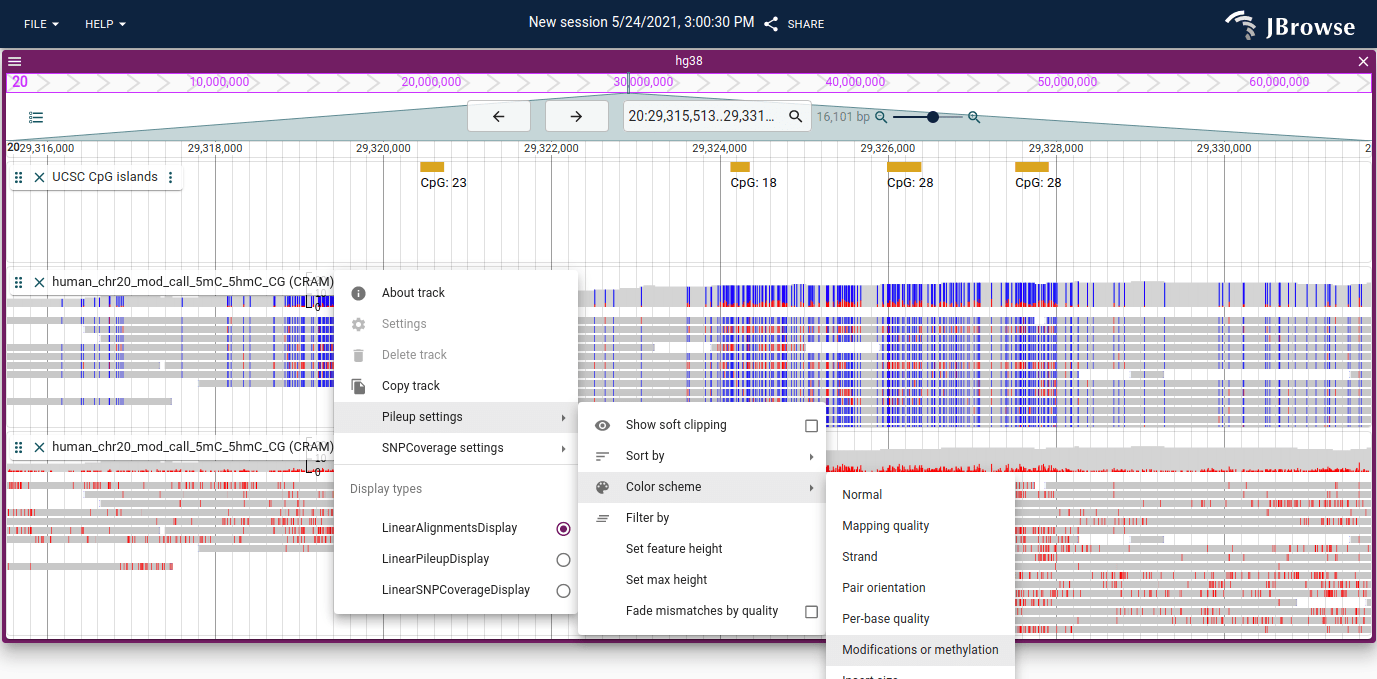 FILE HELP New session 5/24/2021, 3:00:30 PM SHARE JBrowse
hg38
20 10,000,000 20,000,000 30,000,000 40,000,000 50,000,000 60,000,000
20:29,315,513..29,331... 16,101 bp
20 29,316,000 29,318,000 29,320,000 29,322,000 29,324,000 29,326,000 29,328,000 29,330,000 2
UCSC CpG islands
CpG: 23 CpG: 18 CpG: 28 CpG: 28
human_chr20_mod_call_5mC_5hmC_CG (CRAM)
0
human_chr20_mod_call_5mC_5hmC_CG (CRAM)
0
About track
Settings
Delete track
Copy track
Pileup settings
SNPCoverage settings
Display types
LinearAlignmentsDisplay
LinearPileupDisplay
LinearSNPCoverageDisplay
Show soft clipping
Sort by
Color scheme
Filter by
Set feature height
Set max height
Fade mismatches by quality
Normal
Mapping quality
Strand
Pair orientation
Per-base quality
Modifications or methylation
Insert size